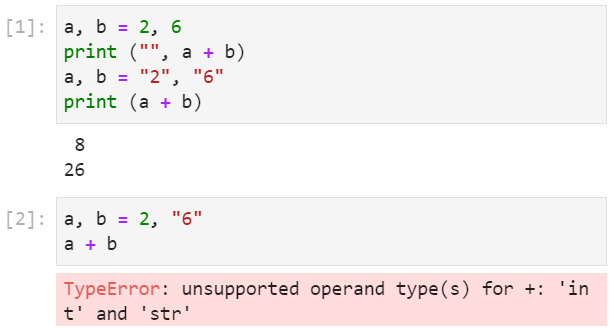 [1]: a, b = 2, 6
print ("", a + b)
a, b = "2", "6"
print (a + b)
8
26
[2]: a, b = 2, "6"
a + b
TypeError: unsupported operand type(s) for +: 'in
t' and 'str'